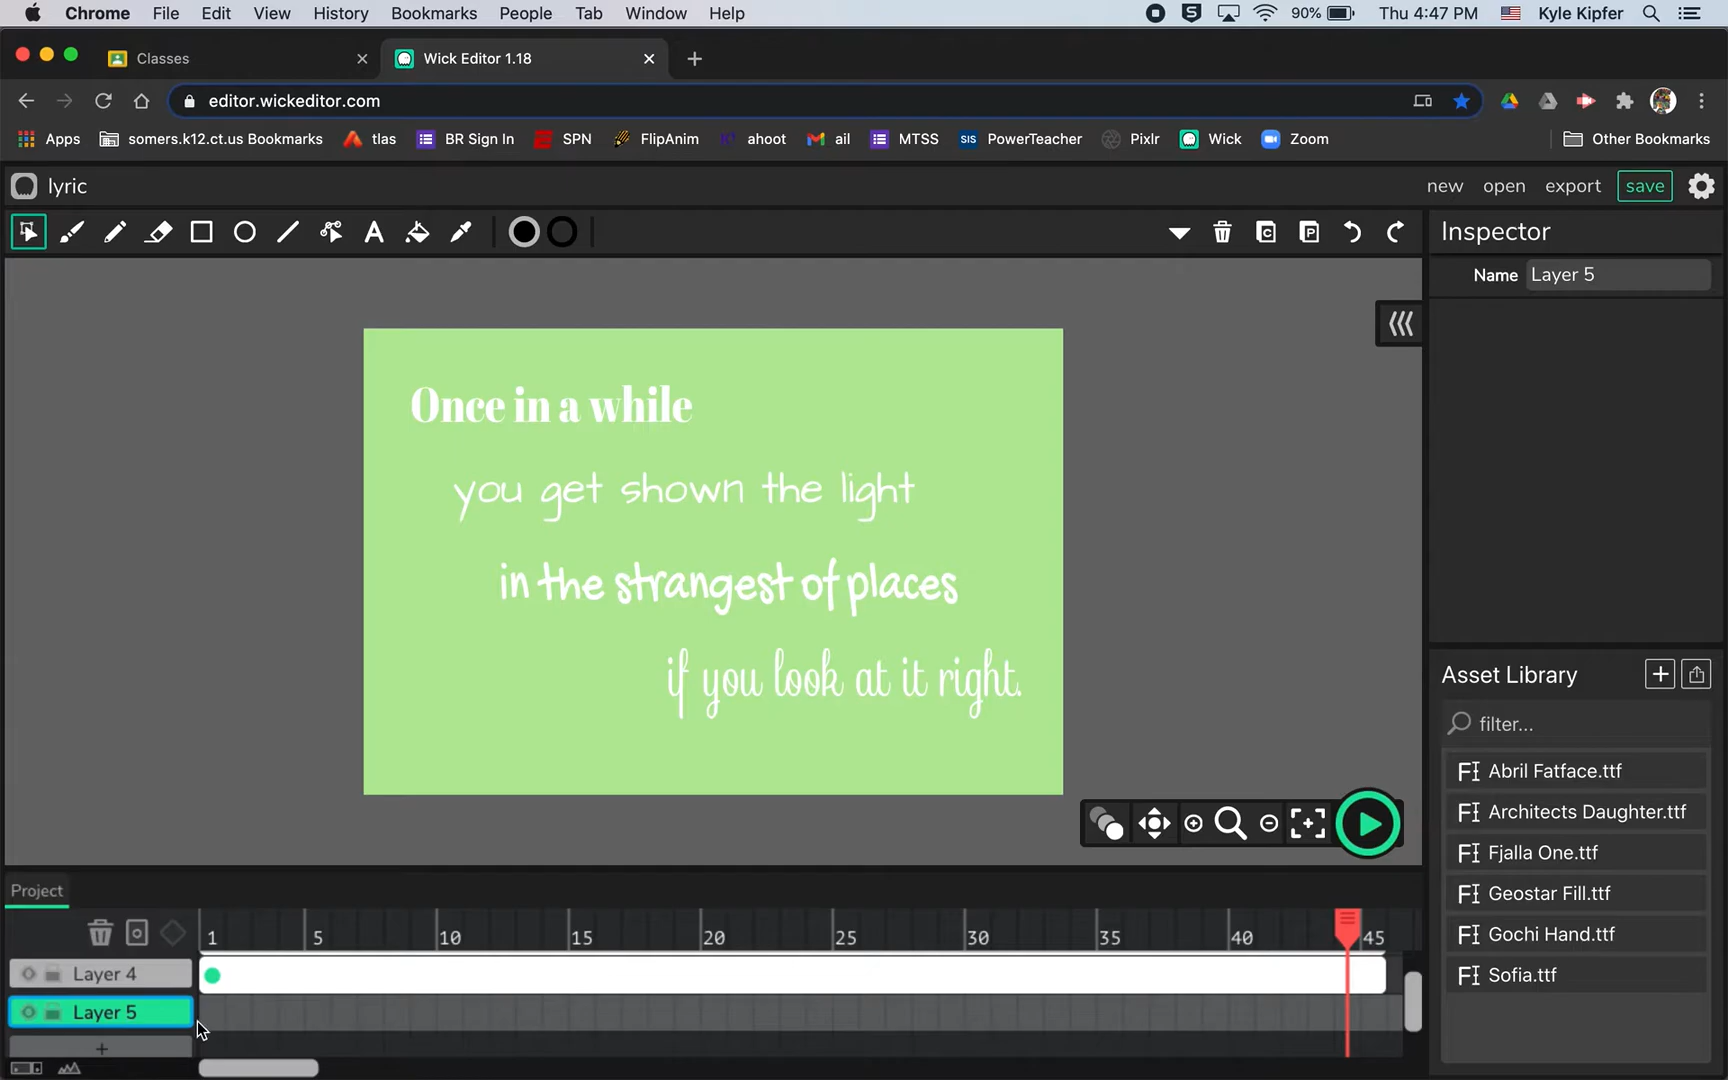 Chrome File Edit View History Bookmarks People Tab Window Help 90% Thu 4:47 PM Kyle Kipfer
Classes Wick Editor 1.18
editor.wickeditor.com
Apps somers.k12.ct.us Bookmarks tlas BR Sign In SPN FlipAnim ahoot ail MTSS SIS PowerTeacher Pixlr Wick Zoom Other Bookmarks
lyric new open export save
Inspector
Name Layer 5
Once in a while
you get shown the light
in the strangest of places
if you look at it right.
Asset Library
filter...
Abril Fatface.ttf
Architects Daughter.ttf
Fjalla One.ttf
Geostar Fill.ttf
Gochi Hand.ttf
Sofia.ttf
Project
1 5 10 15 20 25 30 35 40 45
Layer 4
Layer 5